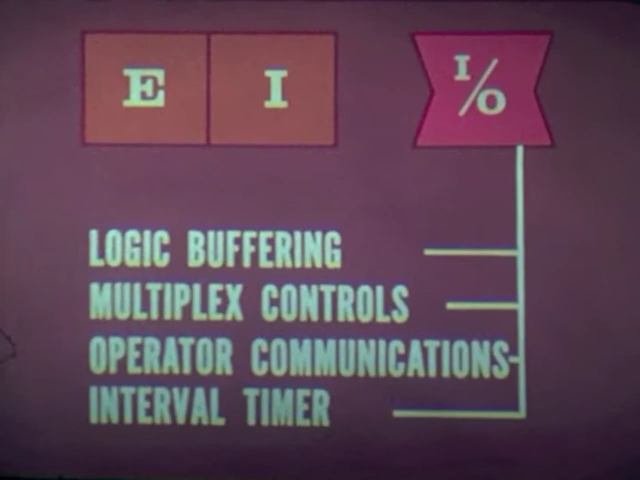 E I I/O
LOGIC BUFFERING
MULTIPLEX CONTROLS
OPERATOR COMMUNICATIONS
INTERVAL TIMER